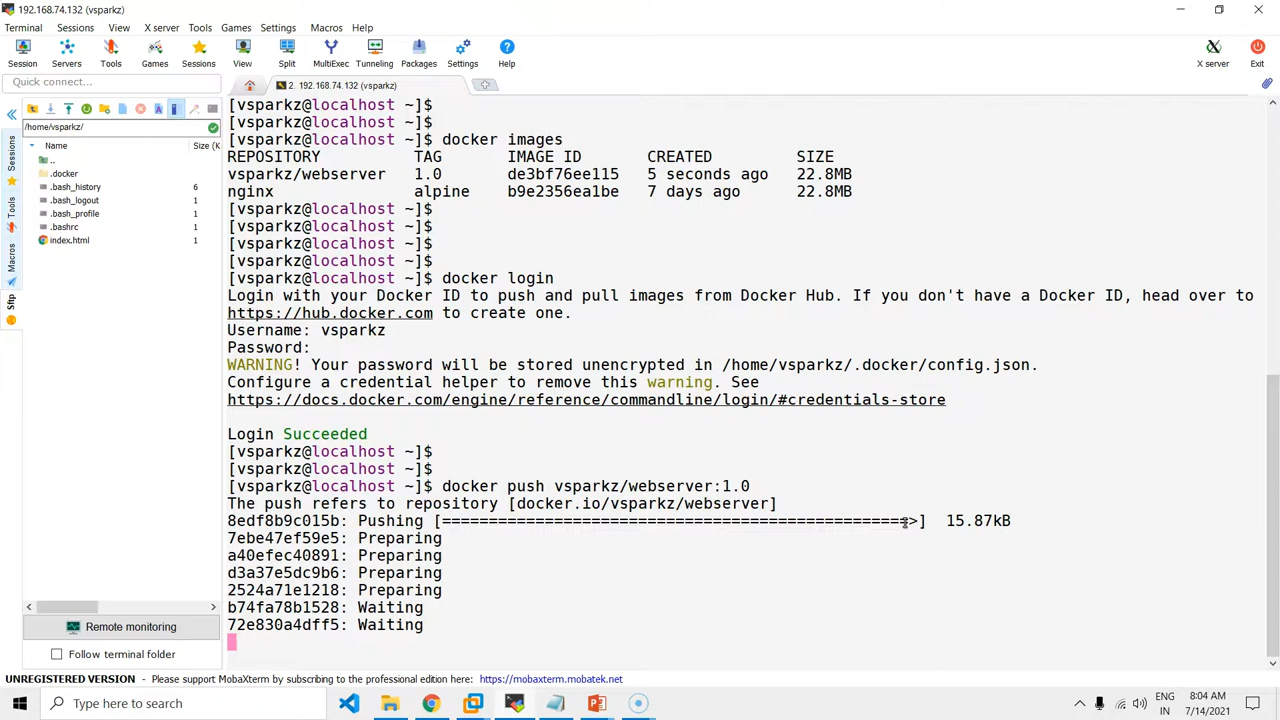 192.168.74.132 (vsparkz)
Terminal Sessions View X server Tools Games Settings Macros Help
Session Servers Tools Games Sessions View Split MultiExec Tunneling Packages Settings Help X server Exit
Quick connect...
2. 192.168.74.132 (vsparkz)
/home/vsparkz/
Name Size (K
..
.docker
.bash_history 6
.bash_logout 1
.bash_profile 1
.bashrc 1
index.html 1
Sessions
Tools
Macros
Sftp
Remote monitoring
Follow terminal folder
[vsparkz@localhost ~]$
[vsparkz@localhost ~]$
[vsparkz@localhost ~]$ docker images
REPOSITORY TAG IMAGE ID CREATED SIZE
vsparkz/webserver 1.0 de3bf76ee115 5 seconds ago 22.8MB
nginx alpine b9e2356ea1be 7 days ago 22.8MB
[vsparkz@localhost ~]$
[vsparkz@localhost ~]$
[vsparkz@localhost ~]$
[vsparkz@localhost ~]$
[vsparkz@localhost ~]$ docker login
Login with your Docker ID to push and pull images from Docker Hub. If you don't have a Docker ID, head over to
https://hub.docker.com to create one.
Username: vsparkz
Password:
WARNING! Your password will be stored unencrypted in /home/vsparkz/.docker/config.json.
Configure a credential helper to remove this warning. See
https://docs.docker.com/engine/reference/commandline/login/#credentials-store
Login Succeeded
[vsparkz@localhost ~]$
[vsparkz@localhost ~]$
[vsparkz@localhost ~]$ docker push vsparkz/webserver:1.0
The push refers to repository [docker.io/vsparkz/webserver]
8edf8b9c015b: Pushing [==================================================>] 15.87kB
7ebe47ef59e5: Preparing
a40efec40891: Preparing
d3a37e5dc9b6: Preparing
2524a71e1218: Preparing
b74fa78b1528: Waiting
72e830a4dff5: Waiting
UNREGISTERED VERSION - Please support MobaXterm by subscribing to the professional edition here: https://mobaxterm.mobatek.net
Type here to search
ENG
IN
8:04 AM
7/14/2021